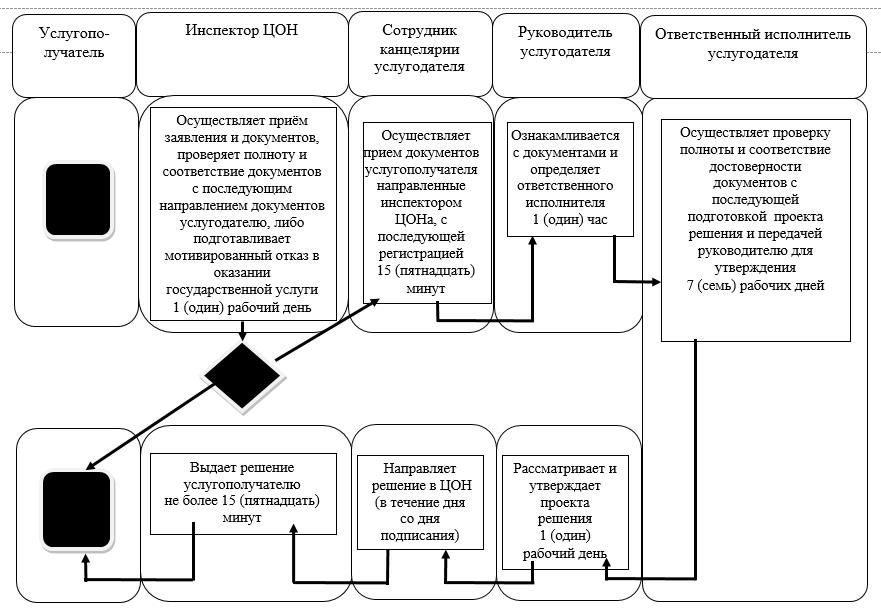 Услугопо-
лучатель
Инспектор ЦОН
Сотрудник
канцелярии
услугодателя
Руководитель
услугодателя
Ответственный исполнитель
услугодателя
Осуществляет приём
заявления и документов,
проверяет полноту и
соответствие документов
с последующим
направлением документов
услугодателю, либо
подготавливает
мотивированный отказ в
оказании
государственной услуги
1 (один) рабочий день
Осуществляет
прием документов
услугополучателя
направленные
инспектором
ЦОНа, с
последующей
регистрацией
15 (пятнадцать)
минут
Ознакамливается
с документами и
определяет
ответственного
исполнителя
1 (один) час
Осуществляет проверку
полноты и соответствие
достоверности
документов с
последующей
подготовкой проекта
решения и передачей
руководителю для
утверждения
7 (семь) рабочих дней
Выдает решение
услугополучателю
не более 15 (пятнадцать)
минут
Направляет
решение в ЦОН
(в течение дня
со дня
подписания)
Рассматривает и
утверждает
проекта
решения
1 (один)
рабочий день